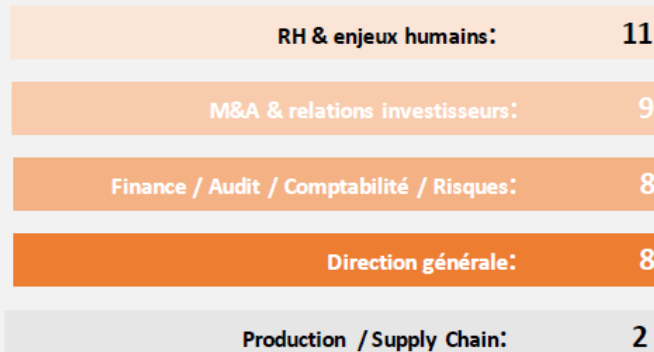 RH & enjeux humains: 11
M&A & relations investisseurs: 9
Finance / Audit / Comptabilité / Risques: 8
Direction générale: 8
Production / Supply Chain: 2